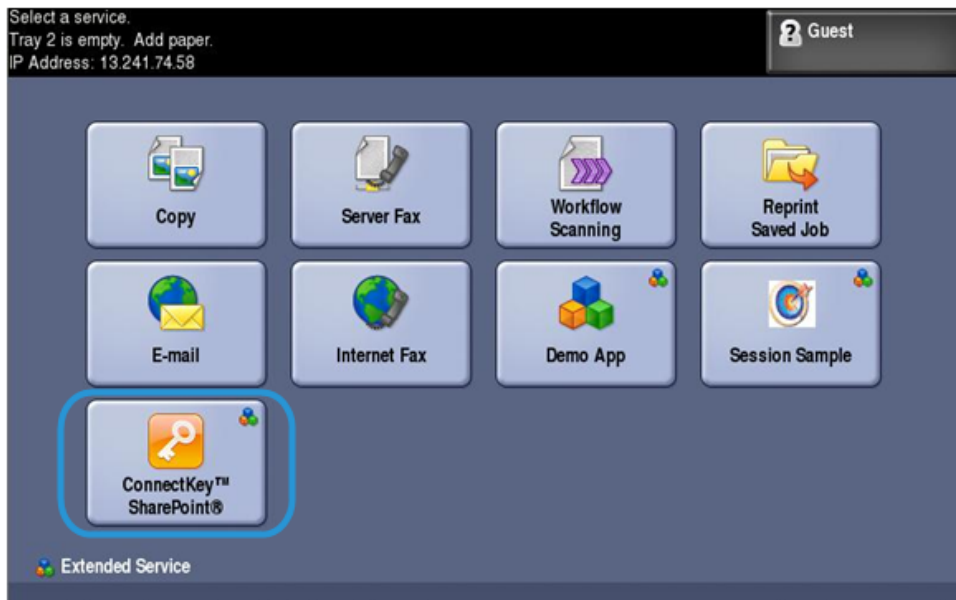 Select a service.
Tray 2 is empty. Add paper.
IP Address: 13.241.74.58
Guest
Copy
Server Fax
Workflow
Scanning
Reprint
Saved Job
E-mail
Internet Fax
Demo App
Session Sample
ConnectKey™
SharePoint®
Extended Service